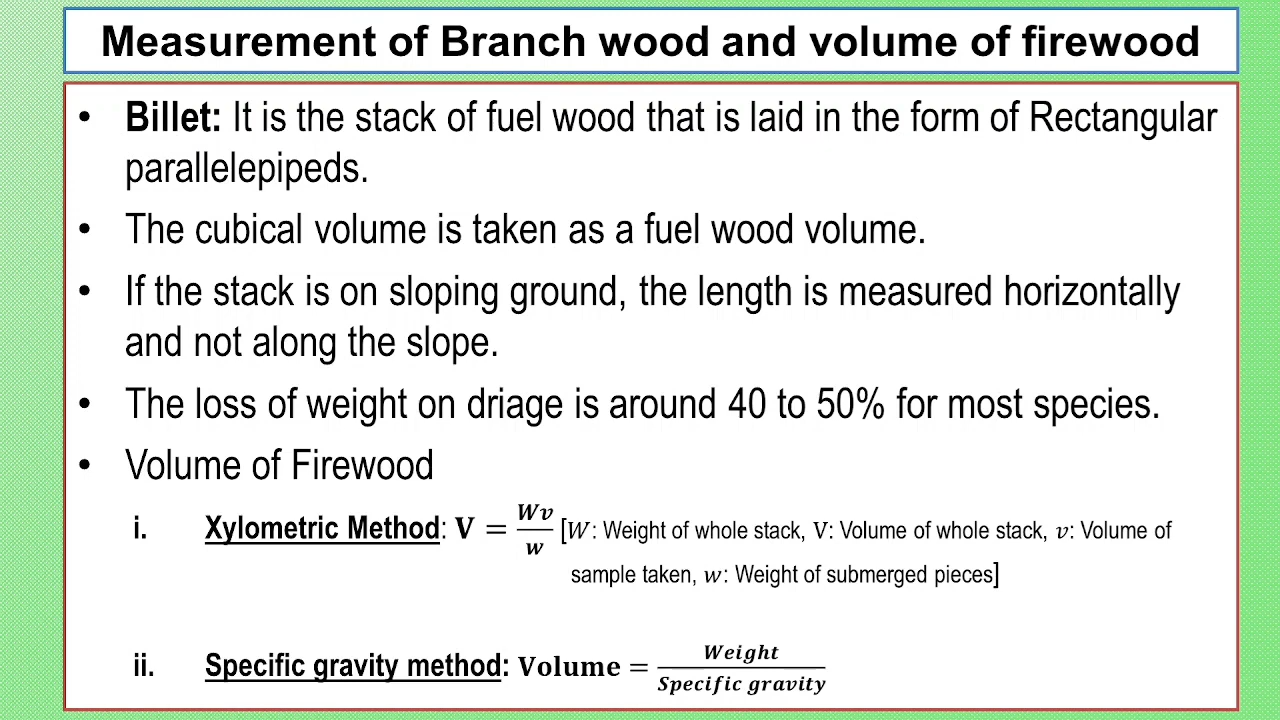 Measurement of Branch wood and volume of firewood
• Billet: It is the stack of fuel wood that is laid in the form of Rectangular
parallelepipeds.
• The cubical volume is taken as a fuel wood volume.
• If the stack is on sloping ground, the length is measured horizontally
and not along the slope.
• The loss of weight on driage is around 40 to 50% for most species.
• Volume of Firewood
i. Xylometric Method: V = Wv/w [W: Weight of whole stack, V: Volume of whole stack, v: Volume of
sample taken, w: Weight of submerged pieces]
ii. Specific gravity method: Volume = Weight/Specific gravity